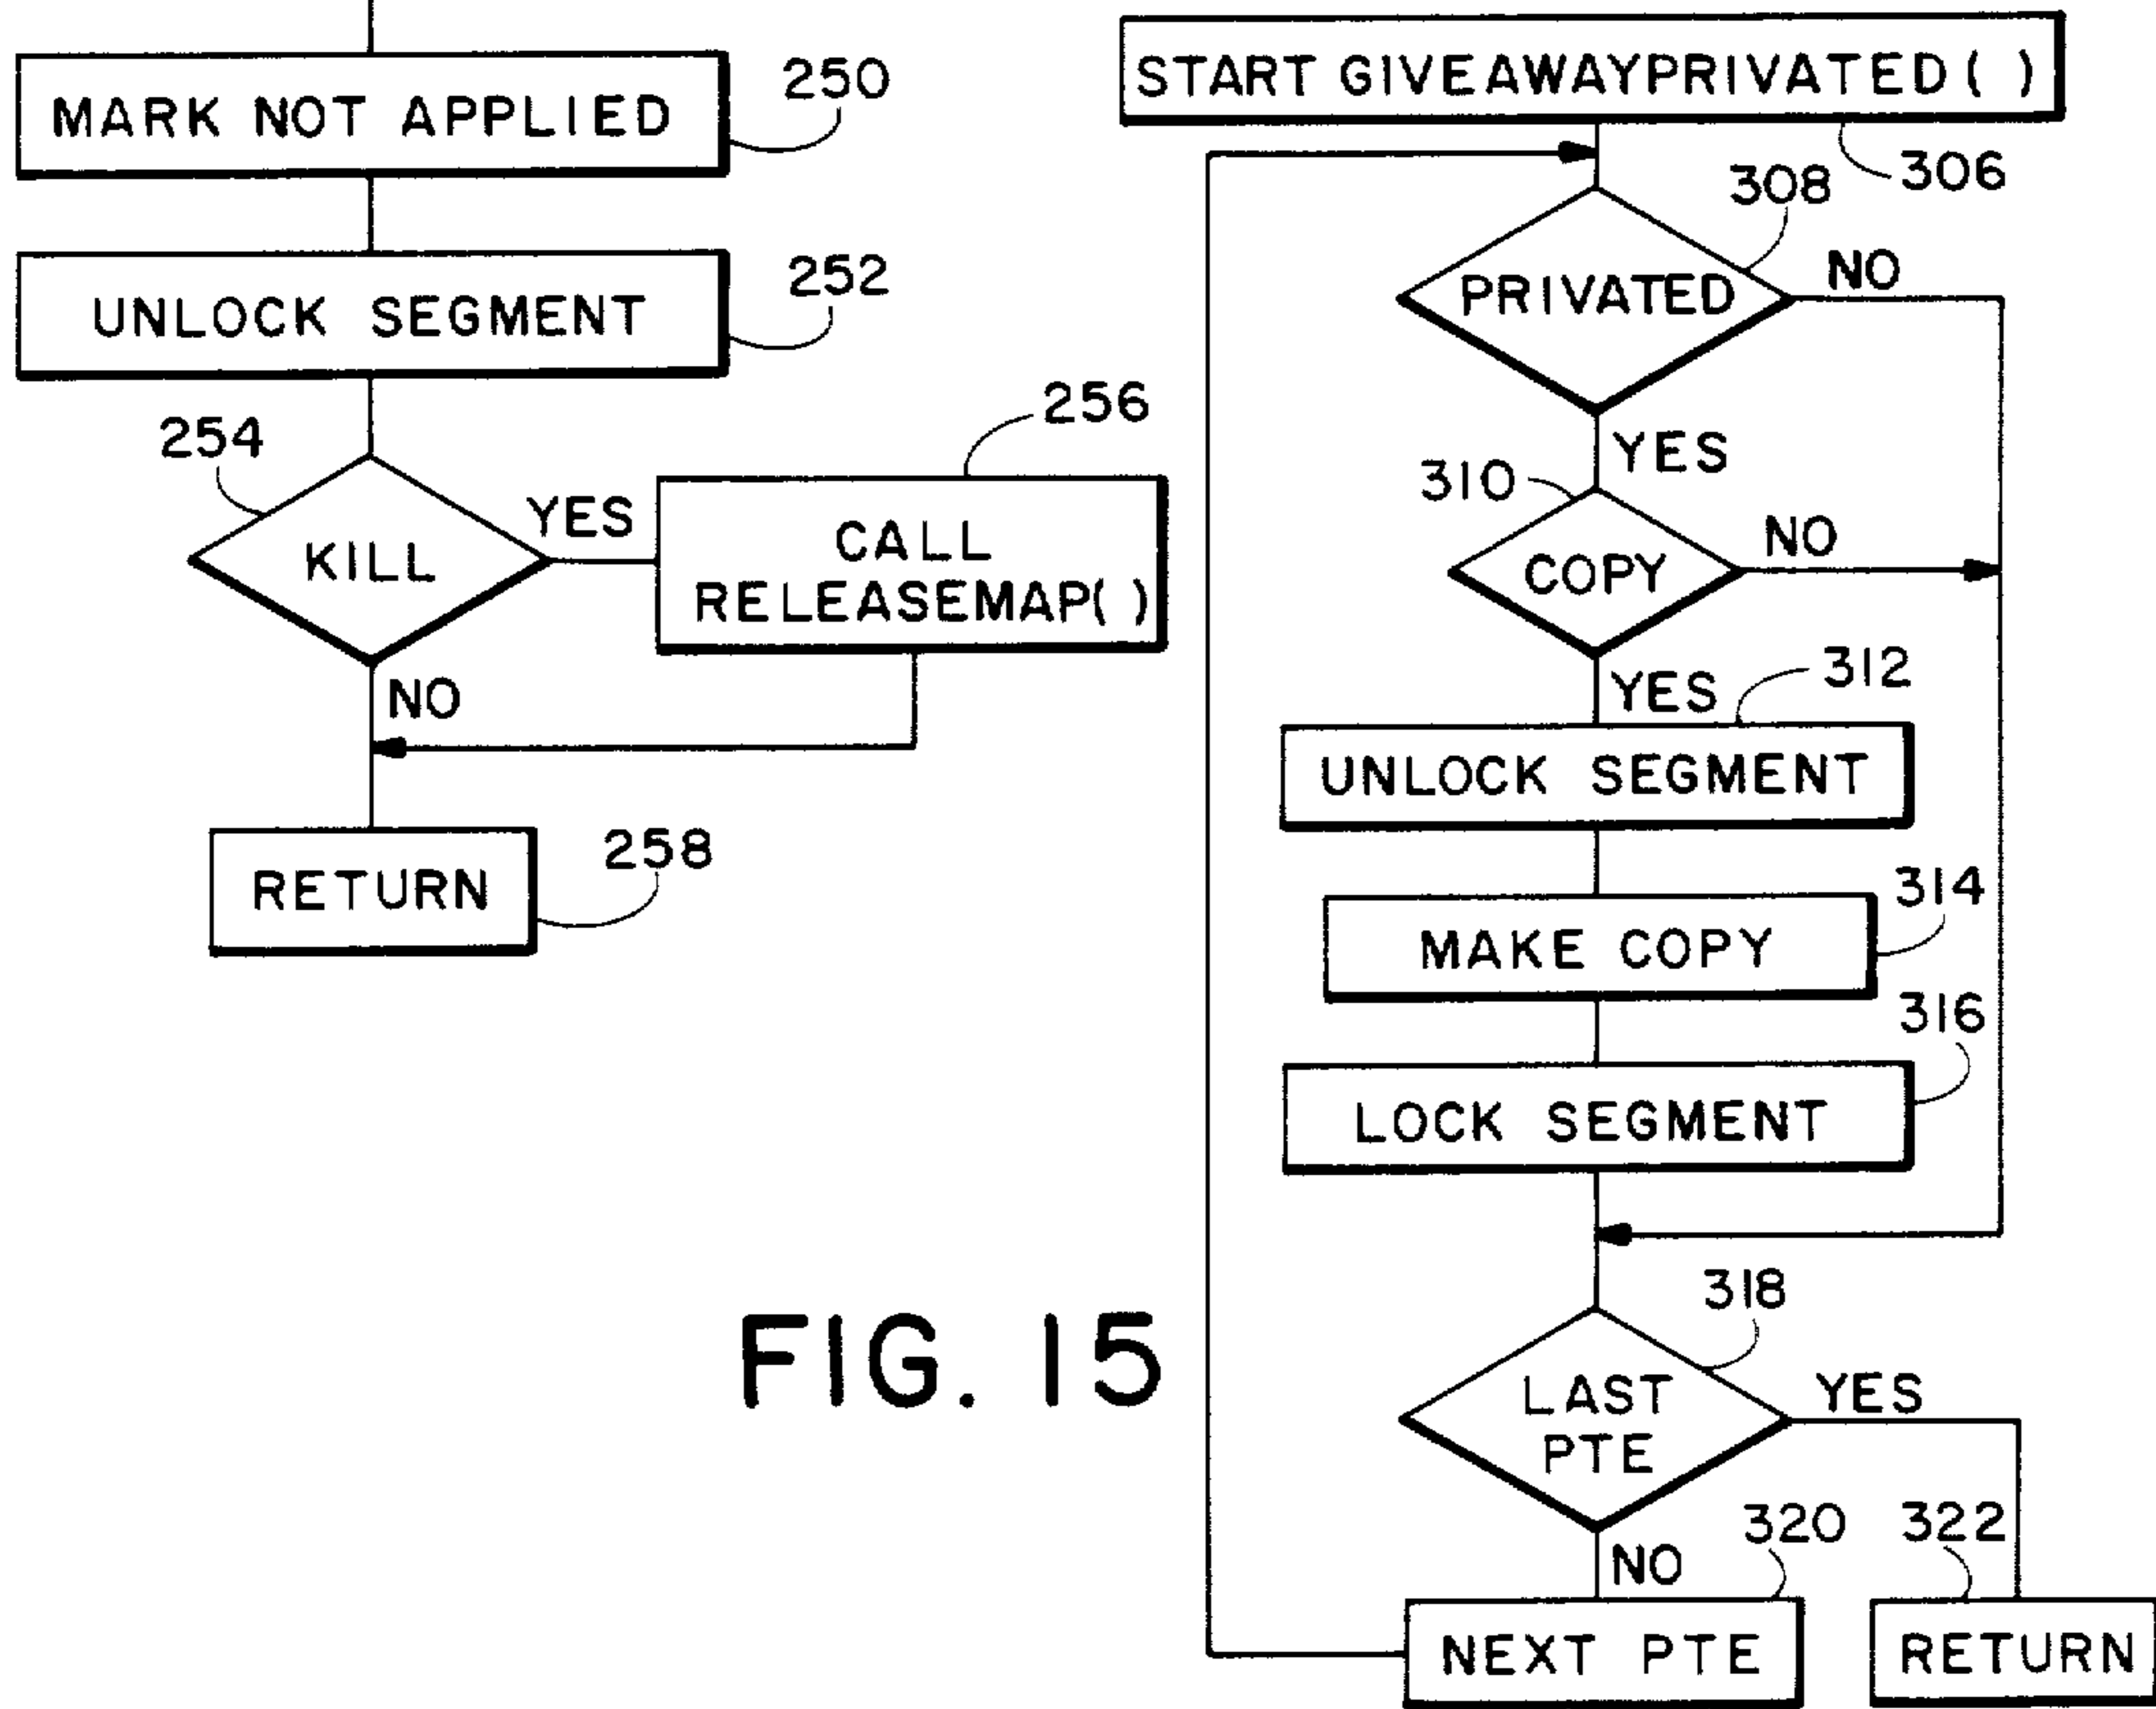 MARK NOT APPLIED
250
UNLOCK SEGMENT
252
254
KILL
YES
256
CALL
RELEASEMAP( )
NO
RETURN
258
FIG. 15
START GIVEAWAYPRIVATED( )
306
308
PRIVATED
NO
YES
310
COPY
NO
YES
312
UNLOCK SEGMENT
314
MAKE COPY
316
LOCK SEGMENT
318
LAST
PTE
YES
NO
320
322
NEXT PTE
RETURN